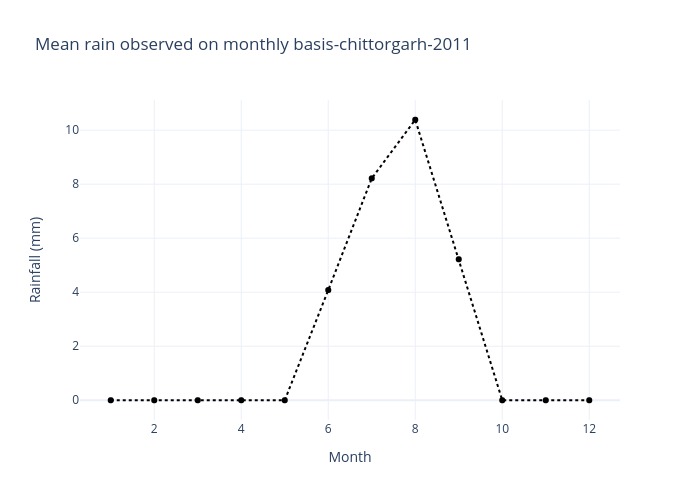 Mean rain observed on monthly basis-chittorgarh-2011
10
8
6
4
2
0
Rainfall (mm)
2 4 6 8 10 12
Month